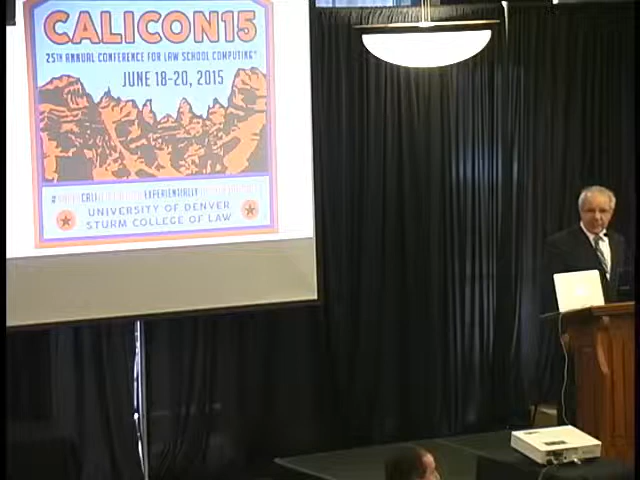 CALICON15
25TH ANNUAL CONFERENCE FOR LAW SCHOOL COMPUTING®
JUNE 18-20, 2015
EXPERIENTIALLY
UNIVERSITY OF DENVER
STURM COLLEGE OF LAW